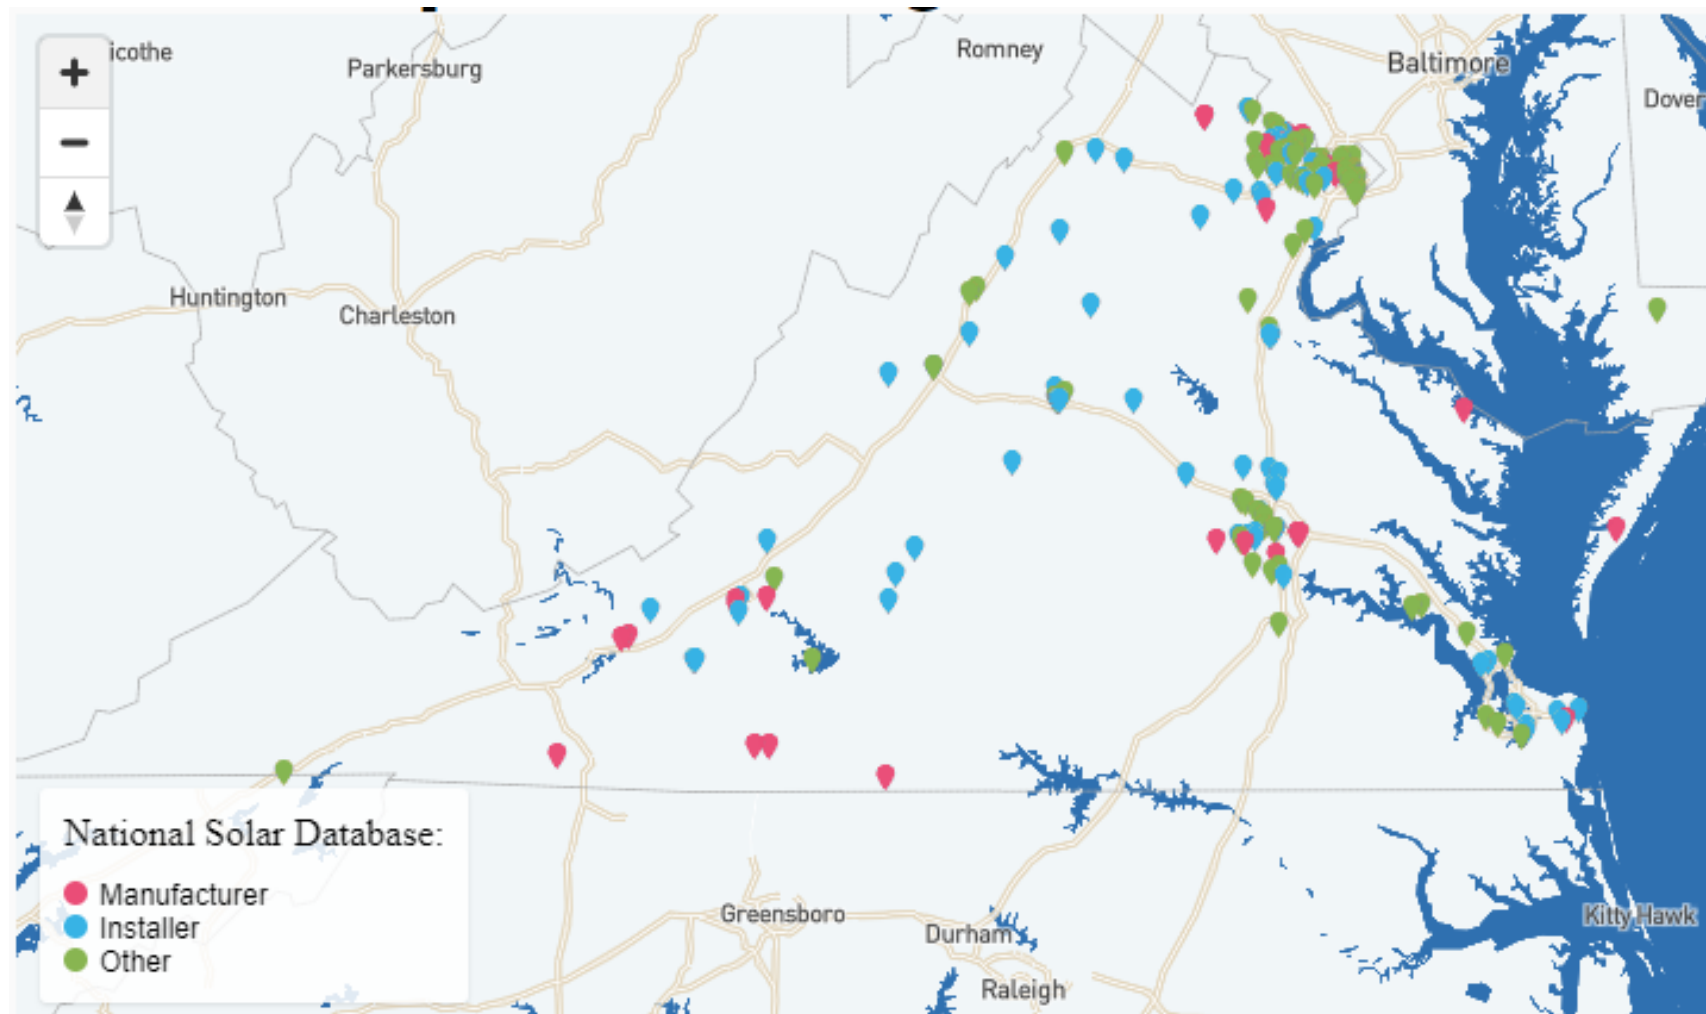 icothe
Parkersburg
Romney
Baltimore
Dover
Huntington
Charleston
National Solar Database:
Manufacturer
Installer
Other
Greensboro
Durham
Raleigh
Kitty Hawk